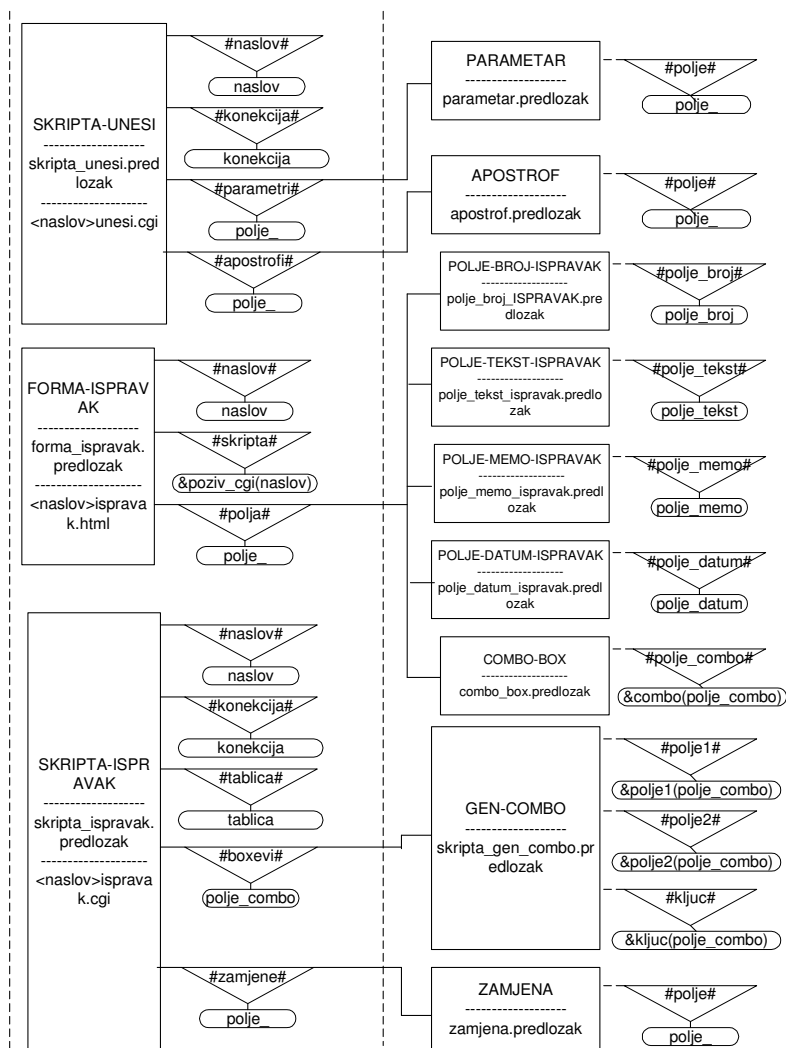 #naslov#
naslov
#konekcija#
konekcija
#parametri#
polje_
#apostrofi#
polje_
SKRIPTA-UNESI
-------------------
skripta_unesi.pred
lozak
--------------------
<naslov>unesi.cgi
PARAMETAR
-------------------
parametar.predlozak
#polje#
polje_
APOSTROF
-------------------
apostrof.predlozak
#polje#
polje_
FORMA-ISPRAV
AK
-------------------
forma_ispravak.
predlozak
--------------------
<naslov>isprava
k.html
#naslov#
naslov
#skripta#
&poziv_cgi(naslov)
#polja#
polje_
POLJE-BROJ-ISPRAVAK
-------------------
polje_broj_ISPRAVAK.pre
dlozak
#polje_broj#
polje_broj
POLJE-TEKST-ISPRAVAK
-------------------
polje_tekst_ispravak.predlo
zak
#polje_tekst#
polje_tekst
POLJE-MEMO-ISPRAVAK
-------------------
polje_memo_ispravak.predl
ozak
#polje_memo#
polje_memo
POLJE-DATUM-ISPRAVAK
-------------------
polje_datum_ispravak.predl
ozak
#polje_datum#
polje_datum
COMBO-BOX
-------------------
combo_box.predlozak
#polje_combo#
&combo(polje_combo)
SKRIPTA-ISPR
AVAK
-------------------
skripta_ispravak.
predlozak
--------------------
<naslov>isprava
k.cgi
#naslov#
naslov
#konekcija#
konekcija
#tablica#
tablica
#boxevi#
polje_combo
#zamjene#
polje_
GEN-COMBO
-------------------
skripta_gen_combo.pr
edlozak
#polje1#
&polje1(polje_combo)
#polje2#
&polje2(polje_combo)
#kljuc#
&kljuc(polje_combo)
ZAMJENA
-------------------
zamjena.predlozak
#polje#
polje_